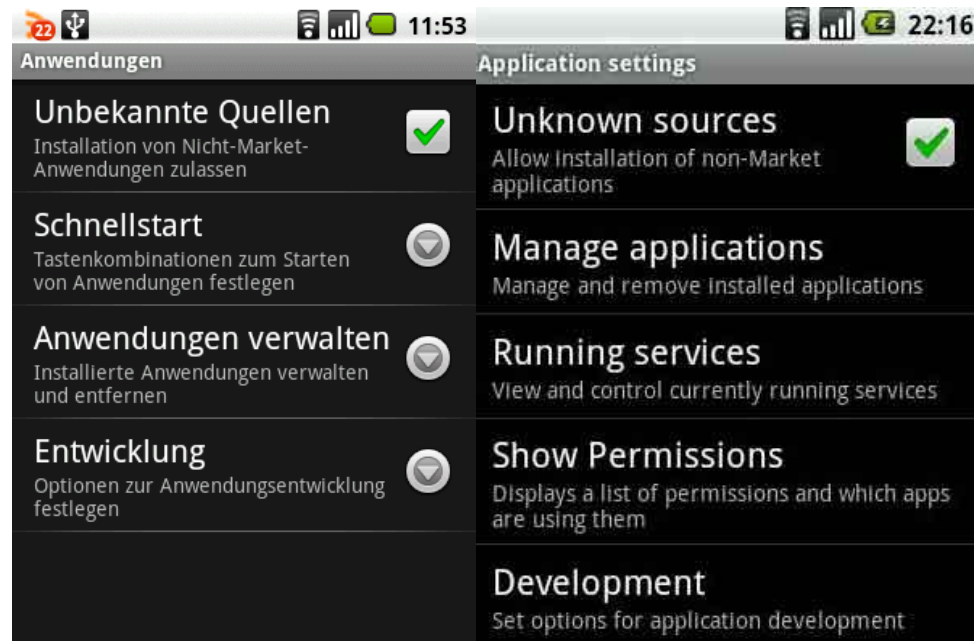 22
11:53
Anwendungen
Unbekannte Quellen
Installation von Nicht-Market-
Anwendungen zulassen
Schnellstart
Tastenkombinationen zum Starten
von Anwendungen festlegen
Anwendungen verwalten
Installierte Anwendungen verwalten
und entfernen
Entwicklung
Optionen zur Anwendungsentwicklung
festlegen
22:16
Application settings
Unknown sources
Allow installation of non-Market
applications
Manage applications
Manage and remove installed applications
Running services
View and control currently running services
Show Permissions
Displays a list of permissions and which apps
are using them
Development
Set options for application development